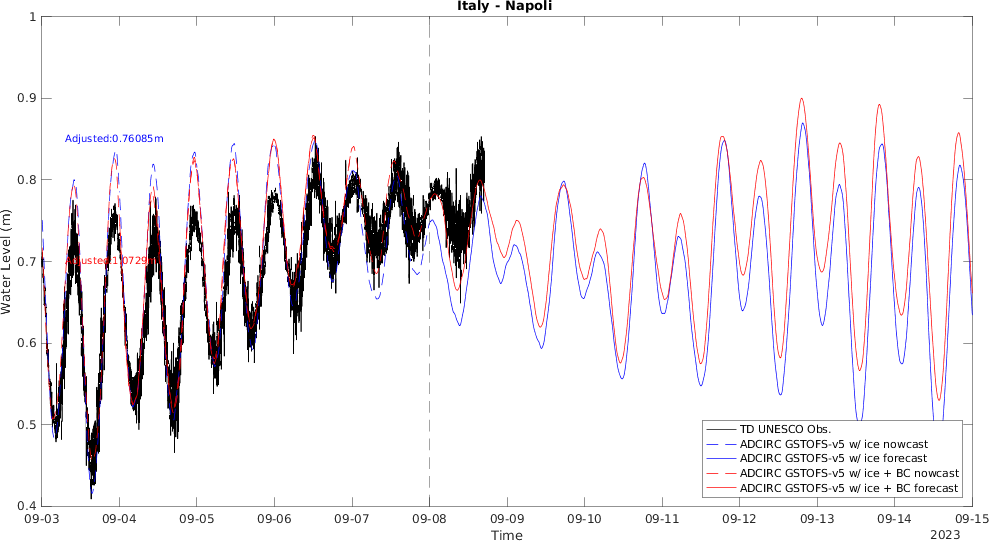 Italy - Napoli
Water Level (m)
1
0.9
0.8
0.7
0.6
0.5
0.4
Adjusted:0.76085m
Adjusted:1.0729m
TD UNESCO Obs.
ADCIRC GSTOFS-v5 w/ ice nowcast
ADCIRC GSTOFS-v5 w/ ice forecast
ADCIRC GSTOFS-v5 w/ ice + BC nowcast
ADCIRC GSTOFS-v5 w/ ice + BC forecast
09-03 09-04 09-05 09-06 09-07 09-08 09-09 09-10 09-11 09-12 09-13 09-14 09-15
Time
2023